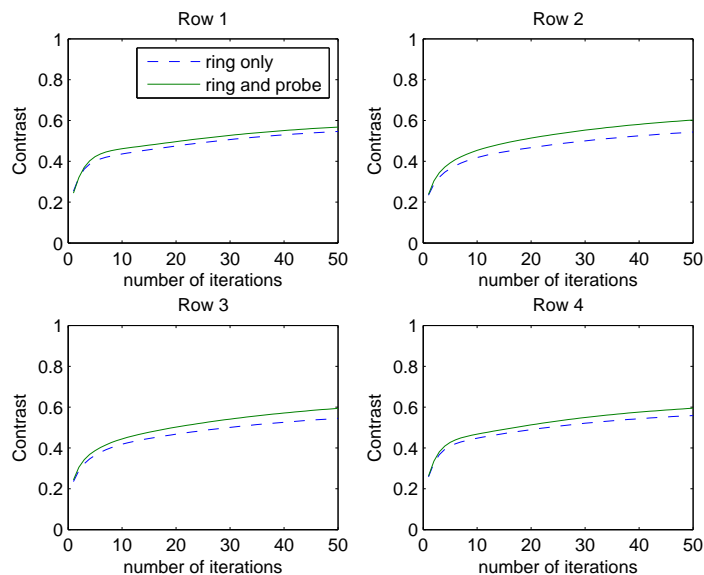 Row 1
1
0.8
0.6
0.4
0.2
0
Contrast
ring only
ring and probe
0 10 20 30 40 50
number of iterations
Row 2
1
0.8
0.6
0.4
0.2
0
Contrast
0 10 20 30 40 50
number of iterations
Row 3
1
0.8
0.6
0.4
0.2
0
Contrast
0 10 20 30 40 50
number of iterations
Row 4
1
0.8
0.6
0.4
0.2
0
Contrast
0 10 20 30 40 50
number of iterations